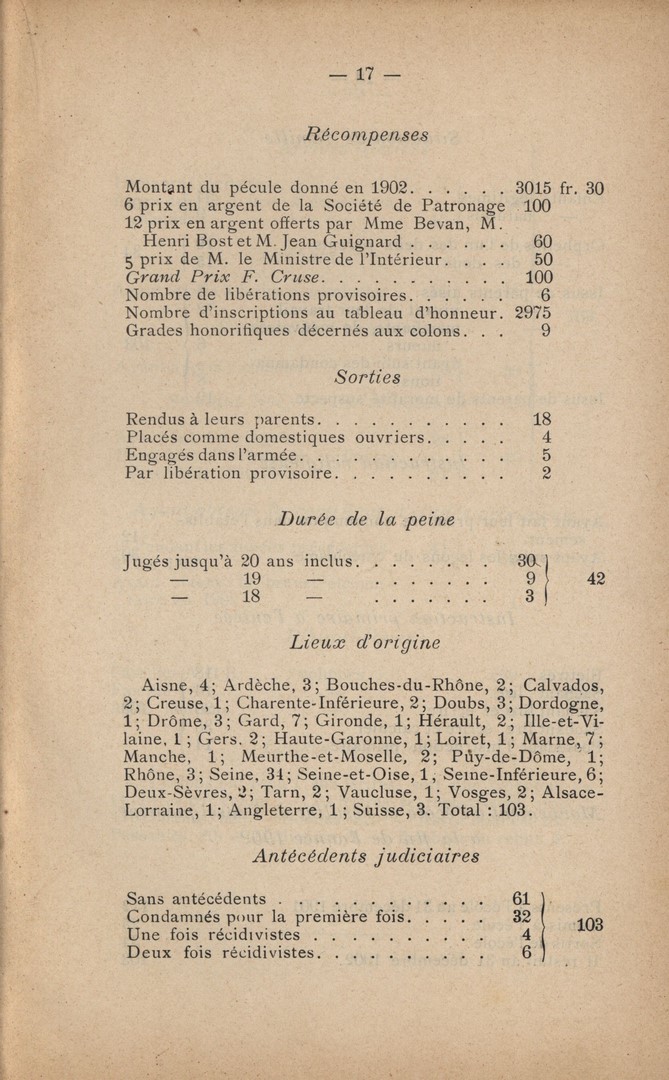 — 17 —
Récompenses
Montant du pécule donné en 1902. . . . . . 3015 fr. 30
6 prix en argent de la Société de Patronage 100
12 prix en argent offerts par Mme Bevan, M.
Henri Bost et M. Jean Guignard . . . . . . 60
5 prix de M. le Ministre de l'Intérieur. . . . 50
Grand Prix F. Cruse. . . . . . . . . . . 100
Nombre de libérations provisoires. . . . . . 6
Nombre d'inscriptions au tableau d'honneur. 2975
Grades honorifiques décernés aux colons. . . 9
Sorties
Rendus à leurs parents. . . . . . . . . . . 18
Placés comme domestiques ouvriers. . . . . 4
Engagés dans l'armée. . . . . . . . . . . . 5
Par libération provisoire. . . . . . . . . . 2
Durée de la peine
Jugés jusqu'à 20 ans inclus. . . . . . . . 30
— 19 — . . . . . . . 9 42
— 18 — . . . . . . . 3
Lieux d'origine
Aisne, 4; Ardèche, 3; Bouches-du-Rhône, 2; Calvados,
2; Creuse, 1; Charente-Inférieure, 2; Doubs, 3; Dordogne,
1; Drôme, 3; Gard, 7; Gironde, 1; Hérault, 2; Ille-et-Vi-
laine, 1; Gers. 2; Haute-Garonne, 1; Loiret, 1; Marne, 7;
Manche, 1; Meurthe-et-Moselle, 2; Pûy-de-Dôme, 1;
Rhône, 3; Seine, 34; Seine-et-Oise, 1, Seine-Inférieure, 6;
Deux-Sèvres, 2; Tarn, 2; Vaucluse, 1; Vosges, 2; Alsace-
Lorraine, 1; Angleterre, 1; Suisse, 3. Total : 103.
Antécédents judiciaires
Sans antécédents . . . . . . . . . . . . 61
Condamnés pour la première fois. . . . . 32 103
Une fois récidivistes . . . . . . . . . . 4
Deux fois récidivistes. . . . . . . . . . 6